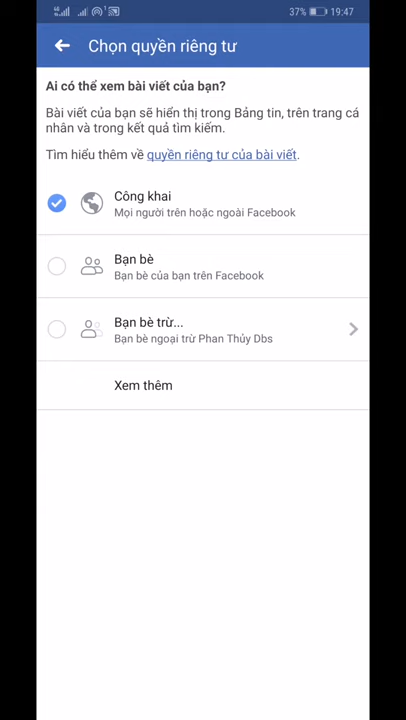 37% 19:47
Chọn quyền riêng tư
Ai có thể xem bài viết của bạn?
Bài viết của bạn sẽ hiển thị trong Bảng tin, trên trang cá
nhân và trong kết quả tìm kiếm.
Tìm hiểu thêm về quyền riêng tư của bài viết.
Công khai
Mọi người trên hoặc ngoài Facebook
Bạn bè
Bạn bè của bạn trên Facebook
Bạn bè trừ...
Bạn bè ngoại trừ Phan Thủy Dbs
Xem thêm